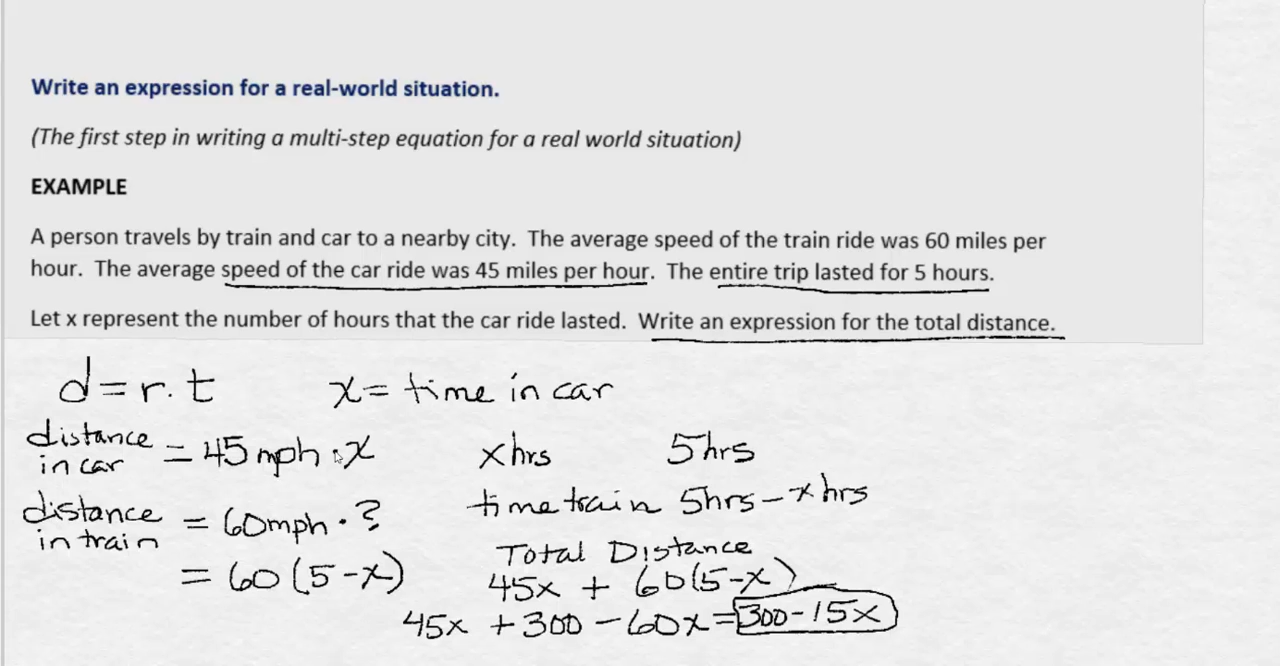 Write an expression for a real-world situation.
(The first step in writing a multi-step equation for a real world situation)
EXAMPLE
A person travels by train and car to a nearby city. The average speed of the train ride was 60 miles per
hour. The average speed of the car ride was 45 miles per hour. The entire trip lasted for 5 hours.
Let x represent the number of hours that the car ride lasted. Write an expression for the total distance.
d = r. t x = time in car
distance
in car = 45 mph · x x hrs 5 hrs
distance
in train = 60mph · ? time train 5hrs - x hrs
= 60 (5 - x) Total Distance
45x + 60(5-x)
45x + 300 - 60x = 300 - 15x